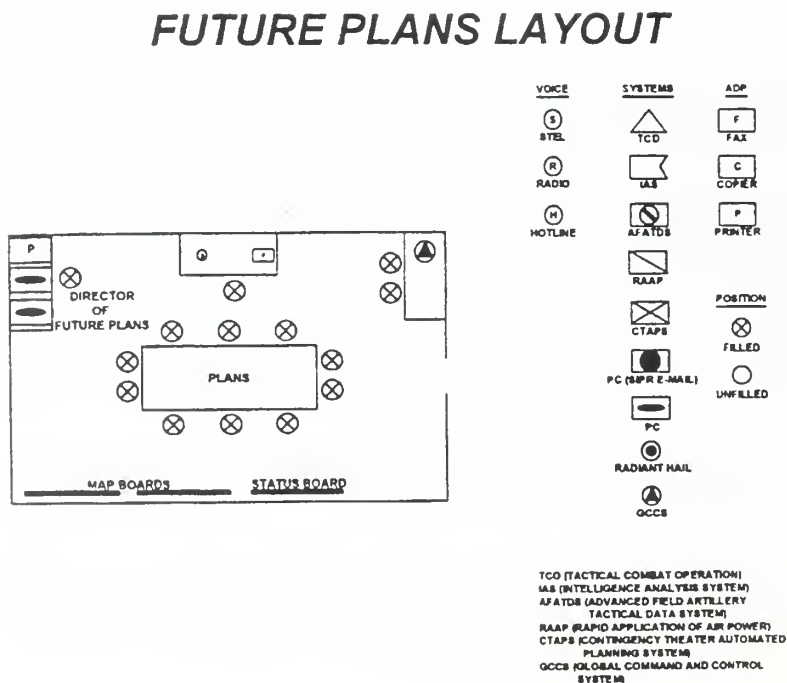 FUTURE PLANS LAYOUT
VOICE
SYSTEMS
ADP
S
STEL
TCD
F
FAX
R
RADIO
IAS
C
COPIER
H
HOTLINE
AFATDS
P
PRINTER
RAAP
POSITION
CTAPS
FILLED
PC (SIPR E-MAIL)
UNFILLED
PC
RADIANT HAIL
GCCS
P
DIRECTOR
OF
FUTURE PLANS
PLANS
MAP BOARDS
STATUS BOARD
TCO (TACTICAL COMBAT OPERATION)
IAS (INTELLIGENCE ANALYSIS SYSTEM)
AFATDS (ADVANCED FIELD ARTILLERY
TACTICAL DATA SYSTEM)
RAAP (RAPID APPLICATION OF AIR POWER)
CTAPS (CONTINGENCY THEATER AUTOMATED
PLANNING SYSTEM)
GCCS (GLOBAL COMMAND AND CONTROL
SYSTEM)